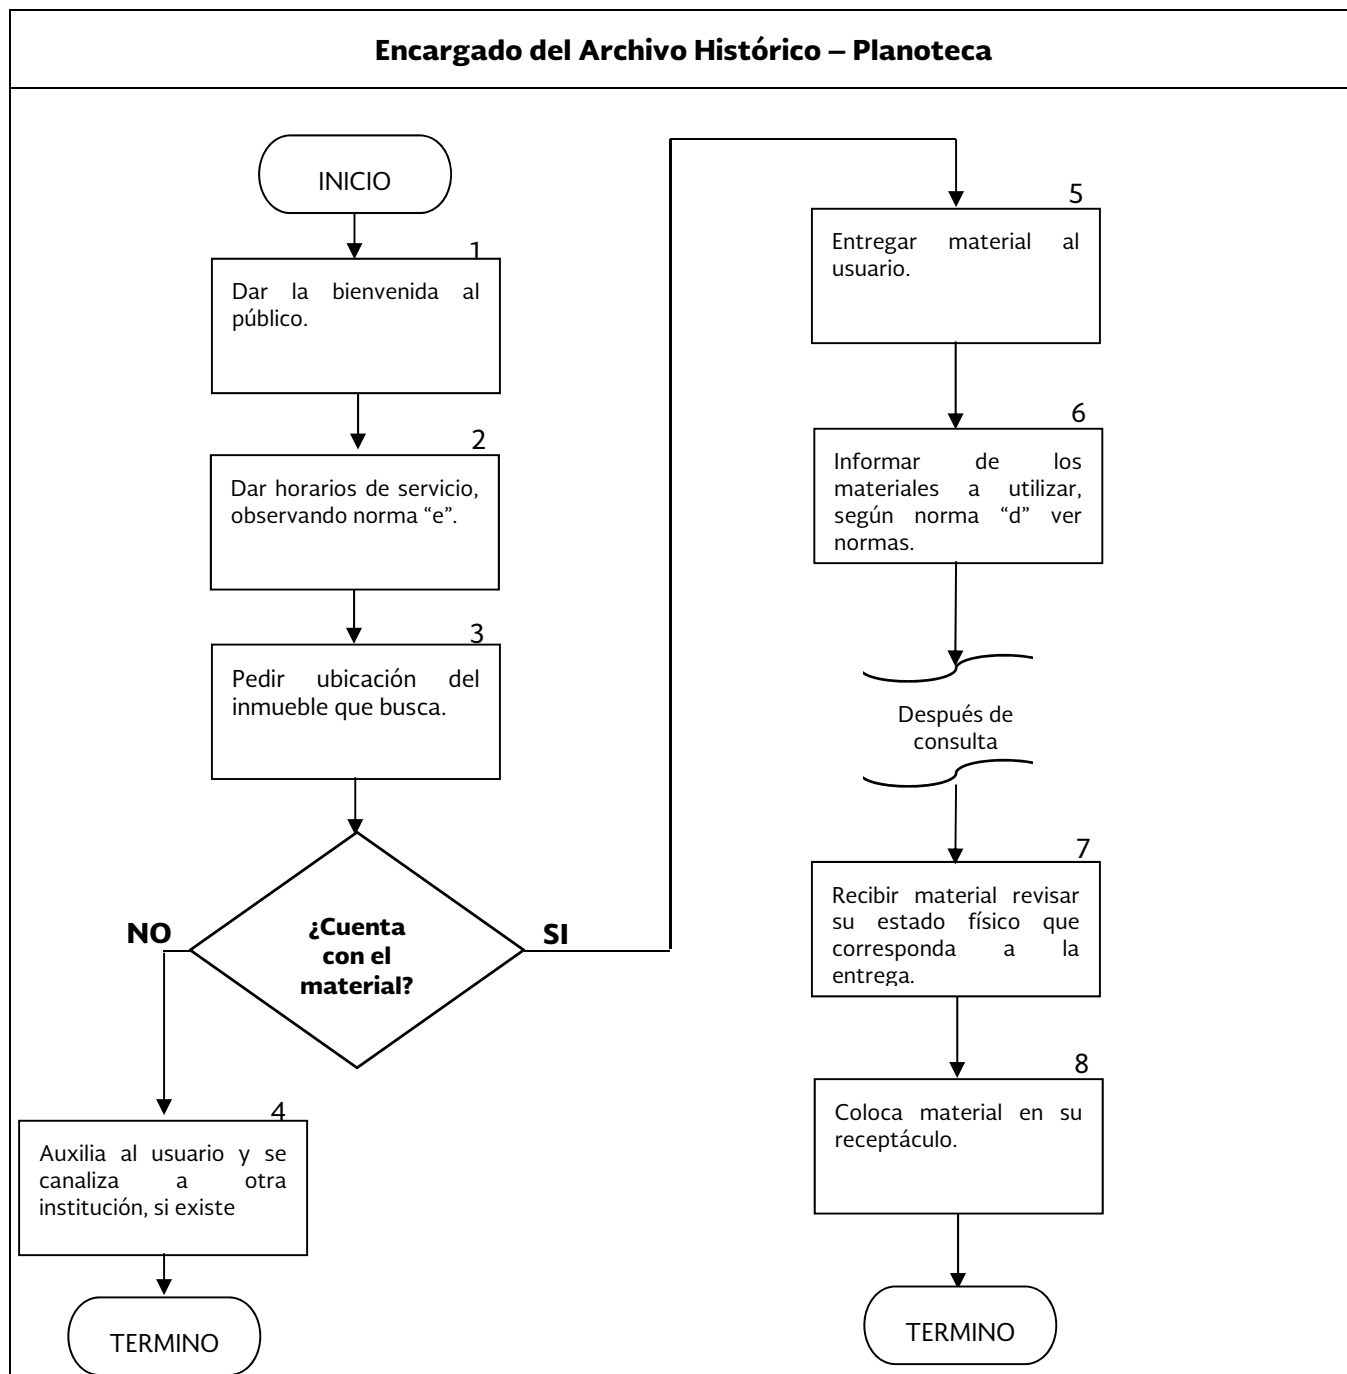 Encargado del Archivo Histórico – Planoteca
INICIO
1
Dar la bienvenida al
público.
2
Dar horarios de servicio,
observando norma “e”.
3
Pedir ubicación del
inmueble que busca.
¿Cuenta
con el
material?
NO
SI
4
Auxilia al usuario y se
canaliza a otra
institución, si existe
TERMINO
5
Entregar material al
usuario.
6
Informar de los
materiales a utilizar,
según norma “d” ver
normas.
Después de
consulta
7
Recibir material revisar
su estado físico que
corresponda a la
entrega.
8
Coloca material en su
receptáculo.
TERMINO